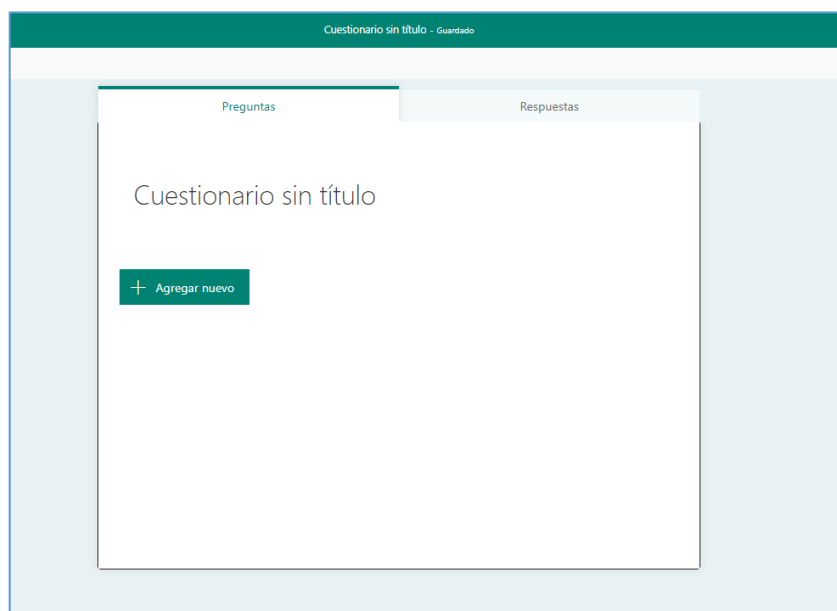 Cuestionario sin título - Guardado
Preguntas
Respuestas
Cuestionario sin título
Agregar nuevo